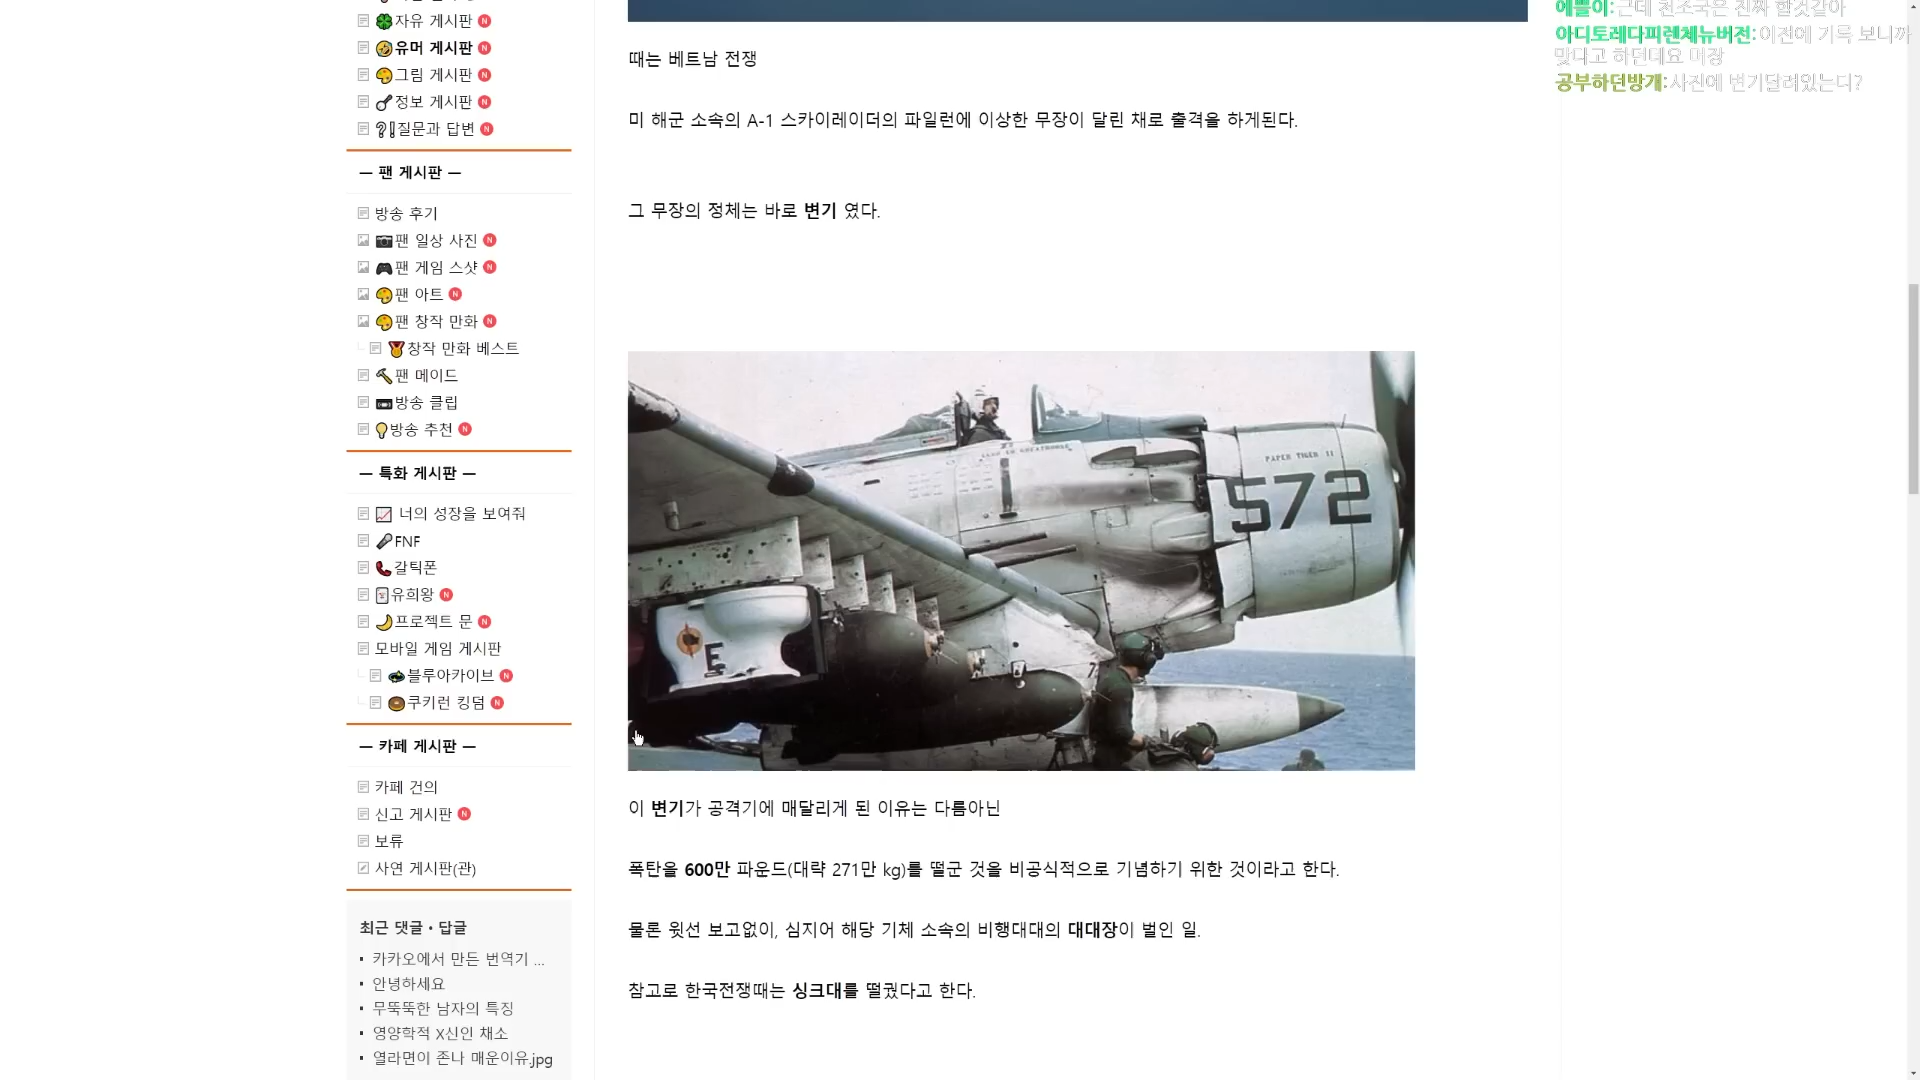 자유 게시판 N
유머 게시판 N
그림 게시판 N
정보 게시판 N
질문과 답변 N
— 팬 게시판 —
방송 후기
팬 일상 사진 N
팬 게임 스샷 N
팬 아트 N
팬 창작 만화 N
창작 만화 베스트
팬 메이드
방송 클립
방송 추천 N
— 특화 게시판 —
너의 성장을 보여줘
FNF
갈틱폰
유희왕 N
프로젝트 문 N
모바일 게임 게시판
블루아카이브 N
쿠키런 킹덤 N
— 카페 게시판 —
카페 건의
신고 게시판 N
보류
사연 게시판(관)
최근 댓글 · 답글
카카오에서 만든 번역기 ...
안녕하세요
무뚝뚝한 남자의 특징
영양학적 X신인 채소
열라면이 존나 매운이유.jpg
때는 베트남 전쟁
미 해군 소속의 A-1 스카이레이더의 파일런에 이상한 무장이 달린 채로 출격을 하게된다.
그 무장의 정체는 바로 변기 였다.
PAPER TIGER II
572
E
이 변기가 공격기에 매달리게 된 이유는 다름아닌
폭탄을 600만 파운드(대략 271만 kg)를 떨군 것을 비공식적으로 기념하기 위한 것이라고 한다.
물론 윗선 보고없이, 심지어 해당 기체 소속의 비행대대의 대대장이 벌인 일.
참고로 한국전쟁때는 싱크대를 떨궜다고 한다.
예쁠이: 근데 천조국은 진짜 할것같아
아디토레다피렌체뉴버전: 이전에 기록 보니까
맞다고 하던데요 머장
공부하던방개: 사진에 변기달려있는디?